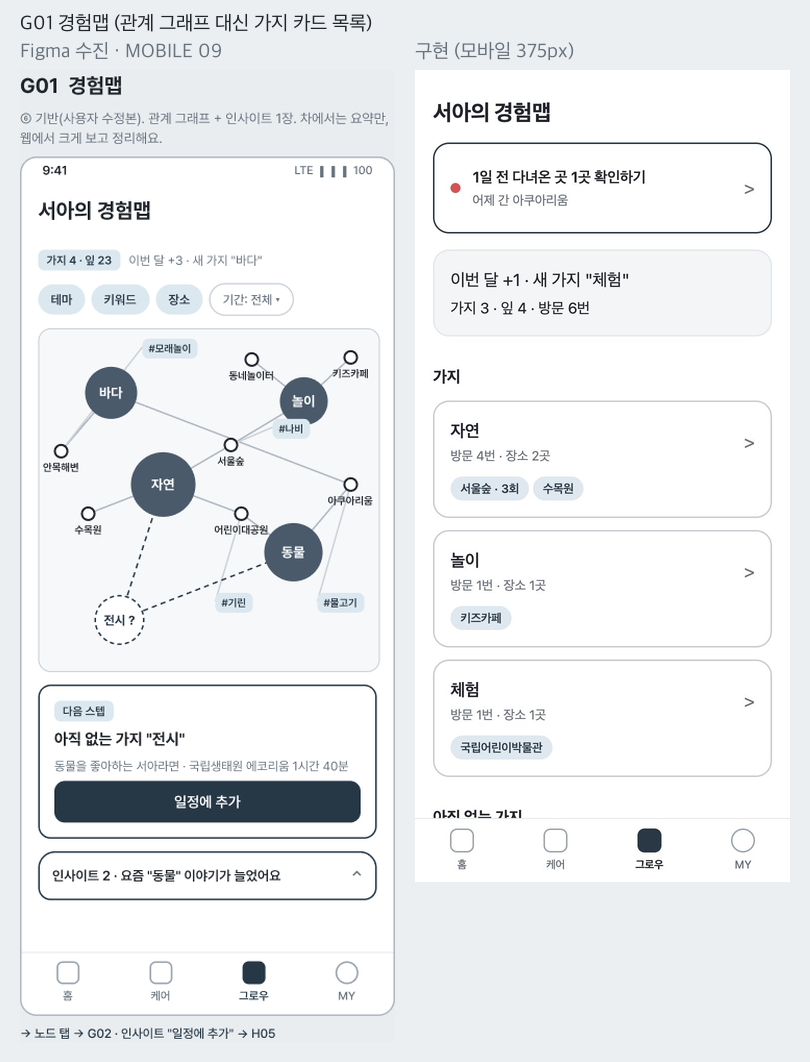 G01 경험맵 (관계 그래프 대신 가지 카드 목록)
Figma 수진 · MOBILE 09
G01 경험맵
⑥ 기반(사용자 수정본). 관계 그래프 + 인사이트 1장. 차에서는 요약만,
웹에서 크게 보고 정리해요.
9:41
LTE ▌▐ ▐ 100
서아의 경험맵
가지 4 · 잎 23
이번 달 +3 · 새 가지 "바다"
테마
키워드
장소
기간: 전체 ▾
#모래놀이
동네놀이터
키즈카페
바다
놀이
#나비
안목해변
서울숲
자연
아쿠아리움
수목원
어린이대공원
동물
#기린
#물고기
전시 ?
다음 스텝
아직 없는 가지 "전시"
동물을 좋아하는 서아라면 · 국립생태원 에코리움 1시간 40분
일정에 추가
인사이트 2 · 요즘 "동물" 이야기가 늘었어요
홈
케어
그로우
MY
→ 노드 탭 → G02 · 인사이트 "일정에 추가" → H05
구현 (모바일 375px)
서아의 경험맵
1일 전 다녀온 곳 1곳 확인하기
어제 간 아쿠아리움
>
이번 달 +1 · 새 가지 "체험"
가지 3 · 잎 4 · 방문 6번
가지
자연
방문 4번 · 장소 2곳
>
서울숲 · 3회
수목원
놀이
방문 1번 · 장소 1곳
>
키즈카페
체험
방문 1번 · 장소 1곳
>
국립어린이박물관
아직 없는 가지
홈
케어
그로우
MY